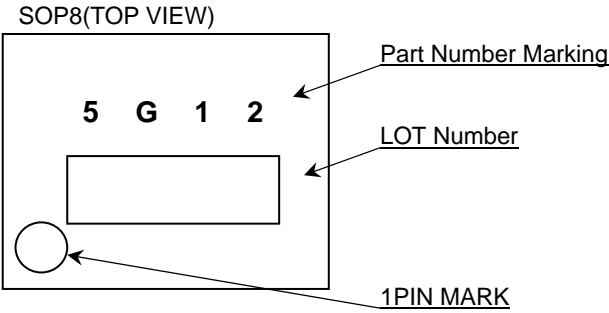 SOP8(TOP VIEW)
Part Number Marking
5 G 1 2
LOT Number
1PIN MARK